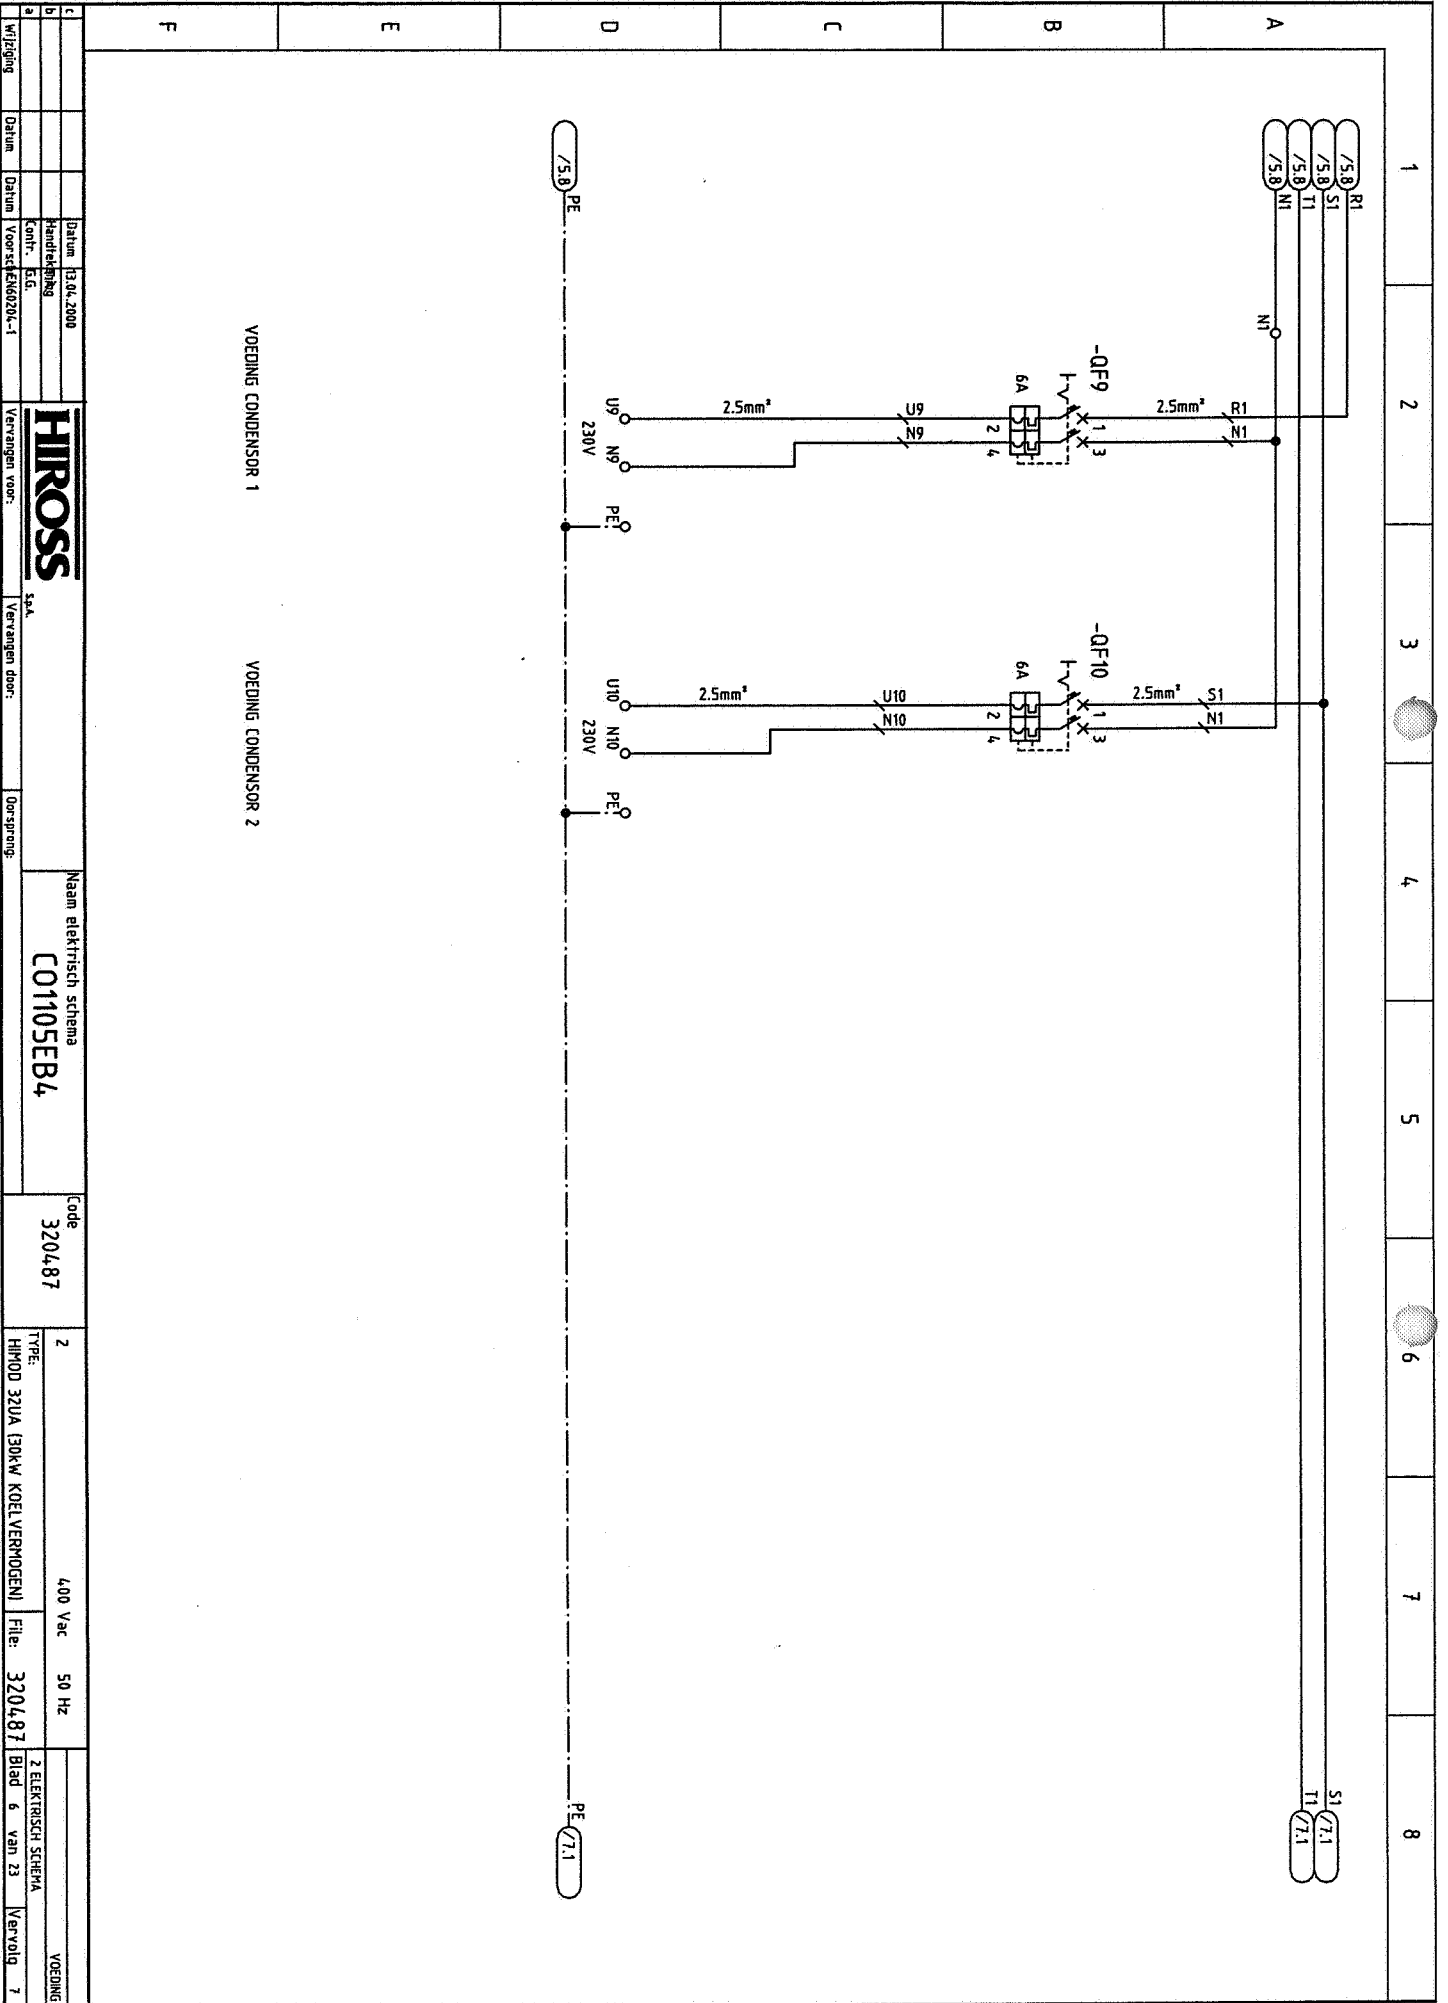 1 2 3 4 5 6 7 8
A
B
C
D
E
F
/5.8 R1
/5.8 S1
/5.8 T1
/5.8 N1
S1 /7.1
T1 /7.1
N1
R1
N1
2.5mm²
-QF9
1 3
6A
2 4
U9
N9
2.5mm²
U9 N9 PE
230V
S1
N1
2.5mm²
-QF10
1 3
6A
2 4
U10
N10
2.5mm²
U10 N10 PE
230V
/5.8 PE
PE /7.1
VOEDING CONDENSOR 1
VOEDING CONDENSOR 2
c
b
a
Wijziging
Datum
Datum
Datum 13.04.2000
Contr. G.G.
EN60204-1
HIROSS
S.p.A.
Vervangen voor:
Vervangen door:
Oorsprong:
Naam elektrisch schema
CO1105EB4
Code
320487
2 400 Vac 50 Hz
TYPE:
HIMOD 32UA (30kW KOELVERMOGEN)
File: 320487
VOEDING
2 ELEKTRISCH SCHEMA
Blad 6 van 23
Vervolg 7